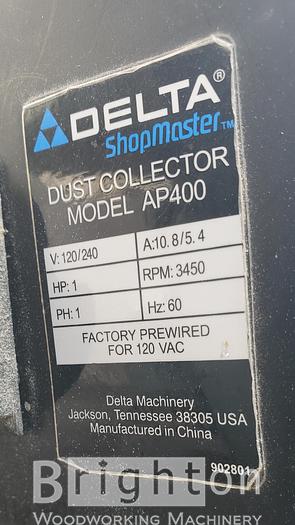 DELTA®
ShopMaster™
DUST COLLECTOR
MODEL AP400
V: 120/240 A:10.8/5.4
HP: 1 RPM: 3450
PH: 1 Hz: 60
FACTORY PREWIRED
FOR 120 VAC
Delta Machinery
Jackson, Tennessee 38305 USA
Manufactured in China
902801
Brighton
WOODWORKING MACHINERY